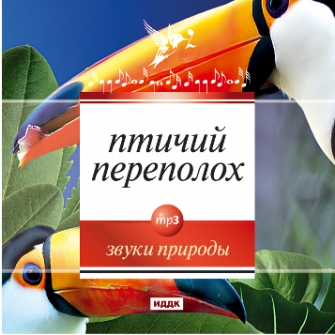 птичий
переполох
mp3
звуки природы
ИДДК